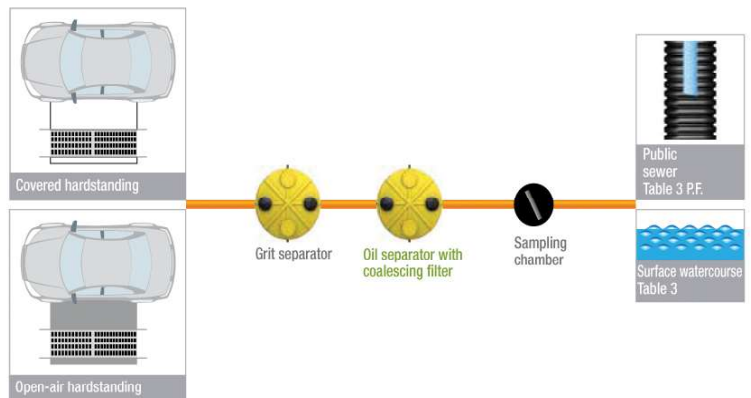 Covered hardstanding
Open-air hardstanding
Grit separator
Oil separator with
coalescing filter
Sampling
chamber
Public
sewer
Table 3 P.F.
Surface watercourse
Table 3